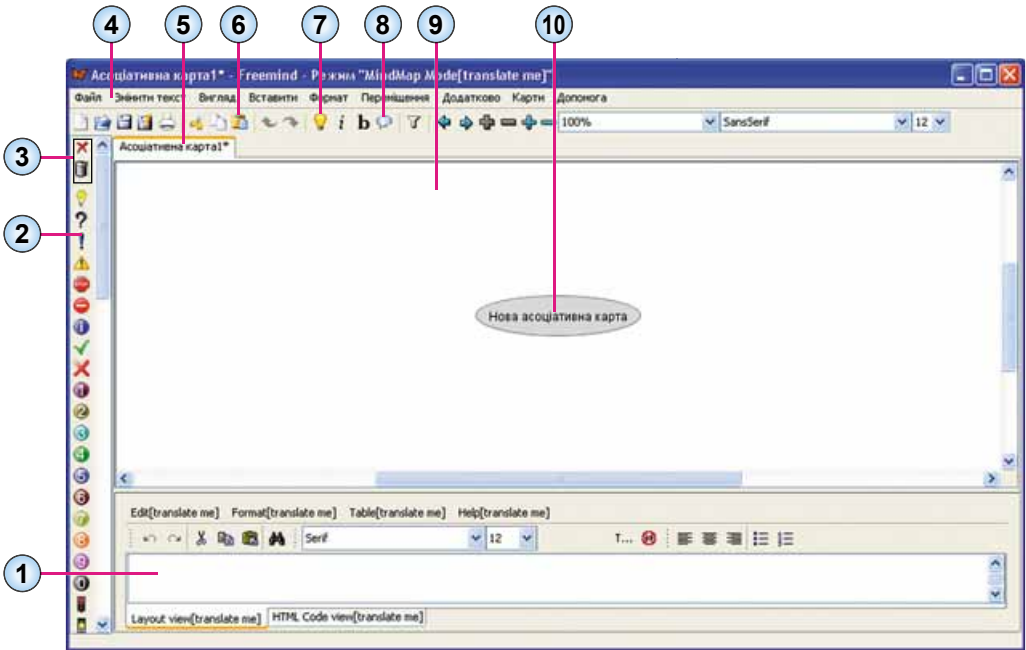 4 5 6 7 8 9 10
Асоціативна карта1* - Freemind - Режим "MindMap Mode[translate me]"
Файл Змінити текст Вигляд Вставити Формат Переміщення Додатково Карти Допомога
i b 100% SansSerif 12
3
Асоціативна карта1*
2
Нова асоціативна карта
Edit[translate me] Format[translate me] Table[translate me] Help[translate me]
Serif 12 T...
1
Layout view[translate me] HTML Code view[translate me]